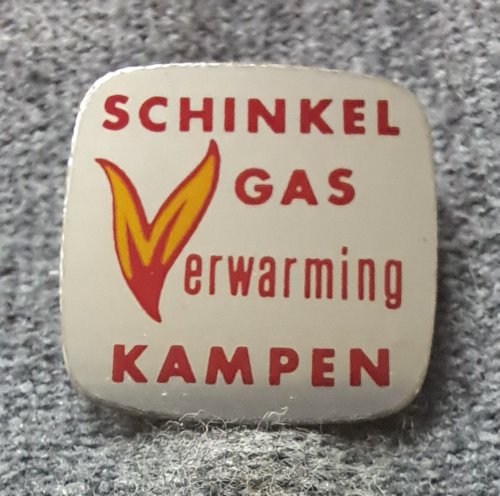 SCHINKEL
GAS
Verwarming
KAMPEN